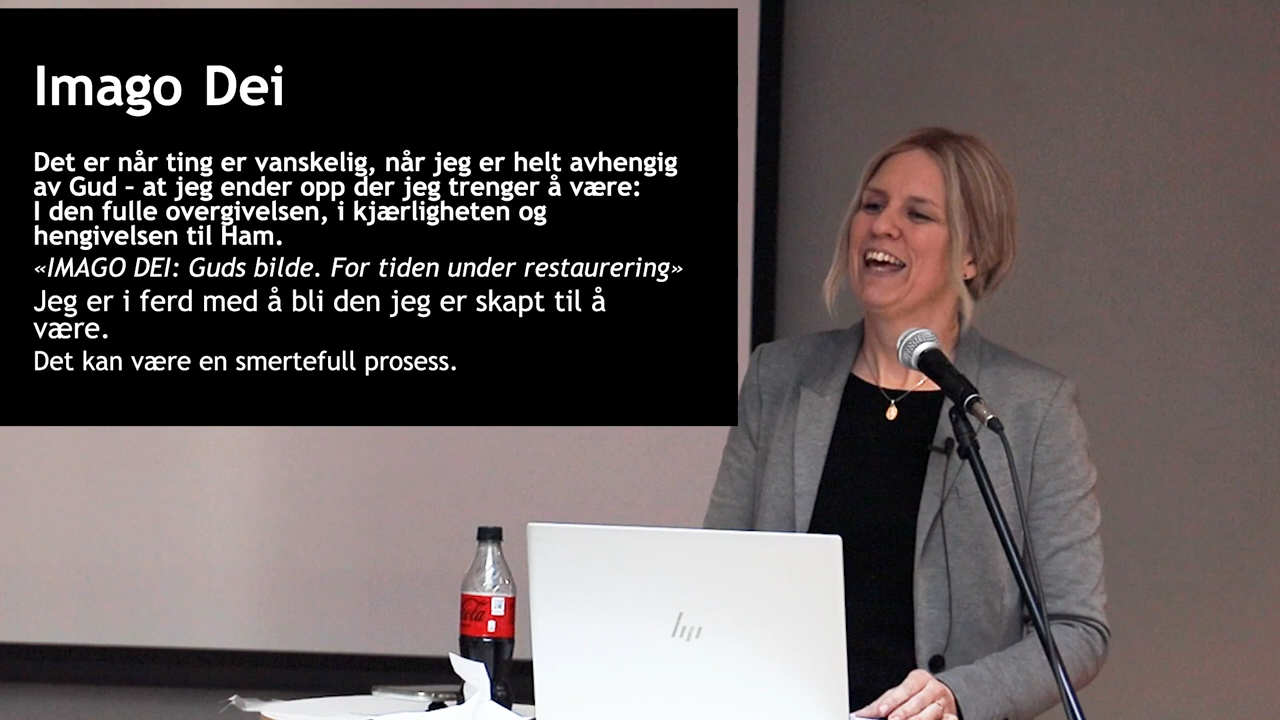 Imago Dei
Det er når ting er vanskelig, når jeg er helt avhengig
av Gud – at jeg ender opp der jeg trenger å være:
I den fulle overgivelsen, i kjærligheten og
hengivelsen til Ham.
«IMAGO DEI: Guds bilde. For tiden under restaurering»
Jeg er i ferd med å bli den jeg er skapt til å
være.
Det kan være en smertefull prosess.
hp